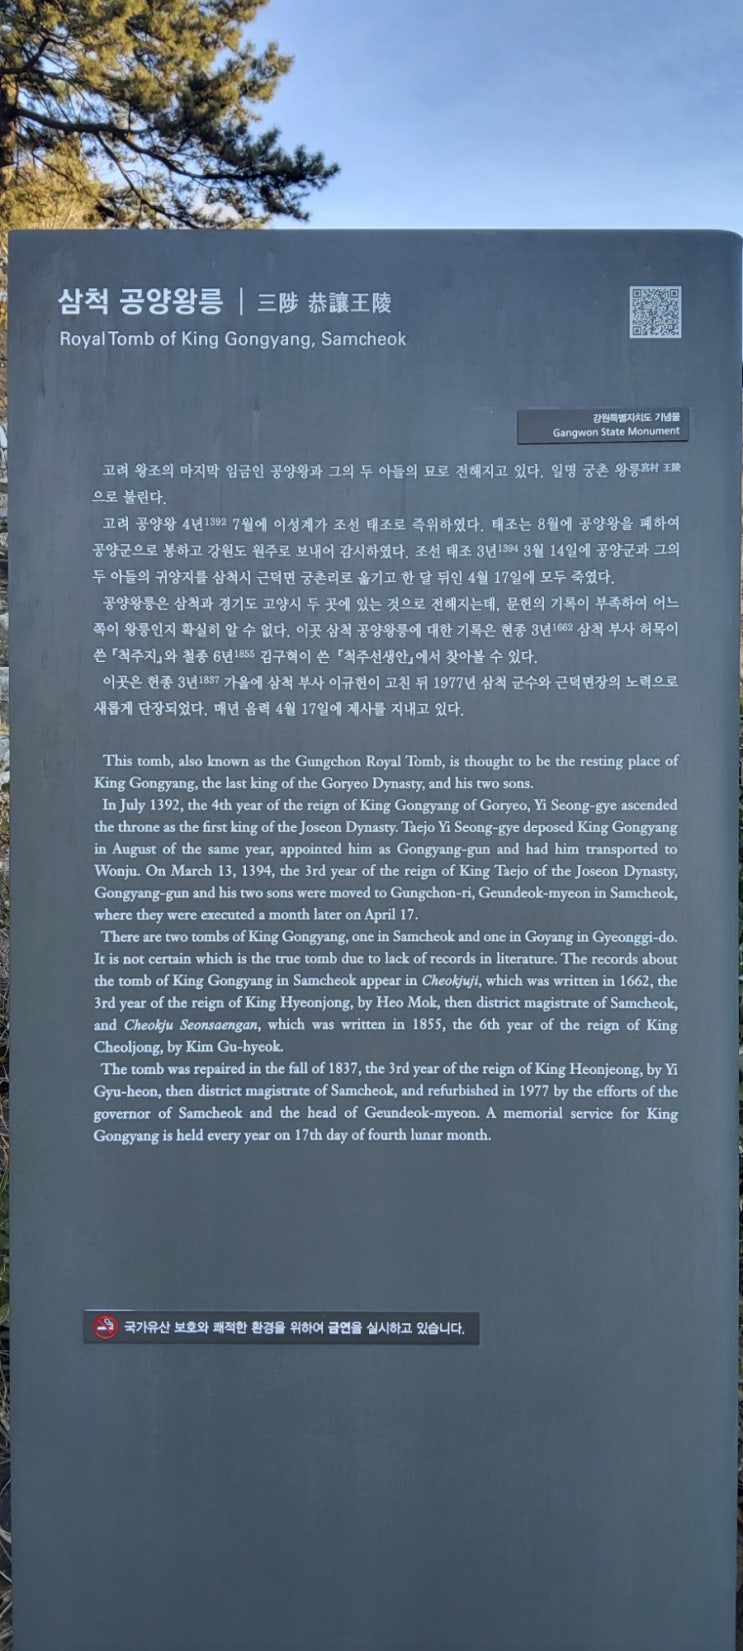 삼척 공양왕릉 | 三陟 恭讓王陵
Royal Tomb of King Gongyang, Samcheok
강원특별자치도 기념물
Gangwon State Monument
고려 왕조의 마지막 임금인 공양왕과 그의 두 아들의 묘로 전해지고 있다. 일명 궁촌 왕릉宮村 王陵
으로 불린다.
고려 공양왕 4년1392 7월에 이성계가 조선 태조로 즉위하였다. 태조는 8월에 공양왕을 폐하여
공양군으로 봉하고 강원도 원주로 보내어 감시하였다. 조선 태조 3년1394 3월 14일에 공양군과 그의
두 아들의 귀양지를 삼척시 근덕면 궁촌리로 옮기고 한 달 뒤인 4월 17일에 모두 죽였다.
공양왕릉은 삼척과 경기도 고양시 두 곳에 있는 것으로 전해지는데, 문헌의 기록이 부족하여 어느
쪽이 왕릉인지 확실히 알 수 없다. 이곳 삼척 공양왕릉에 대한 기록은 현종 3년1662 삼척 부사 허목이
쓴 『척주지』와 철종 6년1855 김구혁이 쓴 『척주선생안』에서 찾아볼 수 있다.
이곳은 헌종 3년1837 가을에 삼척 부사 이규헌이 고친 뒤 1977년 삼척 군수와 근덕면장의 노력으로
새롭게 단장되었다. 매년 음력 4월 17일에 제사를 지내고 있다.
This tomb, also known as the Gungchon Royal Tomb, is thought to be the resting place of
King Gongyang, the last king of the Goryeo Dynasty, and his two sons.
In July 1392, the 4th year of the reign of King Gongyang of Goryeo, Yi Seong-gye ascended
the throne as the first king of the Joseon Dynasty. Taejo Yi Seong-gye deposed King Gongyang
in August of the same year, appointed him as Gongyang-gun and had him transported to
Wonju. On March 13, 1394, the 3rd year of the reign of King Taejo of the Joseon Dynasty,
Gongyang-gun and his two sons were moved to Gungchon-ri, Geundeok-myeon in Samcheok,
where they were executed a month later on April 17.
There are two tombs of King Gongyang, one in Samcheok and one in Goyang in Gyeonggi-do.
It is not certain which is the true tomb due to lack of records in literature. The records about
the tomb of King Gongyang in Samcheok appear in Cheokjuji, which was written in 1662, the
3rd year of the reign of King Hyeonjong, by Heo Mok, then district magistrate of Samcheok,
and Cheokju Seonsaengan, which was written in 1855, the 6th year of the reign of King
Cheoljong, by Kim Gu-hyeok.
The tomb was repaired in the fall of 1837, the 3rd year of the reign of King Heonjeong, by Yi
Gyu-heon, then district magistrate of Samcheok, and refurbished in 1977 by the efforts of the
governor of Samcheok and the head of Geundeok-myeon. A memorial service for King
Gongyang is held every year on 17th day of fourth lunar month.
국가유산 보호와 쾌적한 환경을 위하여 금연을 실시하고 있습니다.